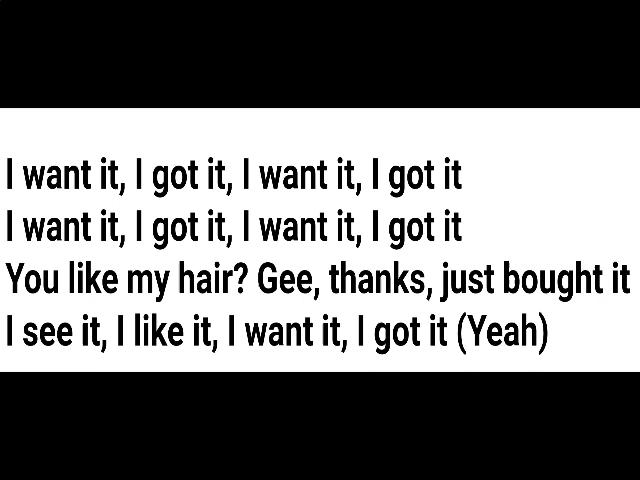 I want it, I got it, I want it, I got it
I want it, I got it, I want it, I got it
You like my hair? Gee, thanks, just bought it
I see it, I like it, I want it, I got it (Yeah)